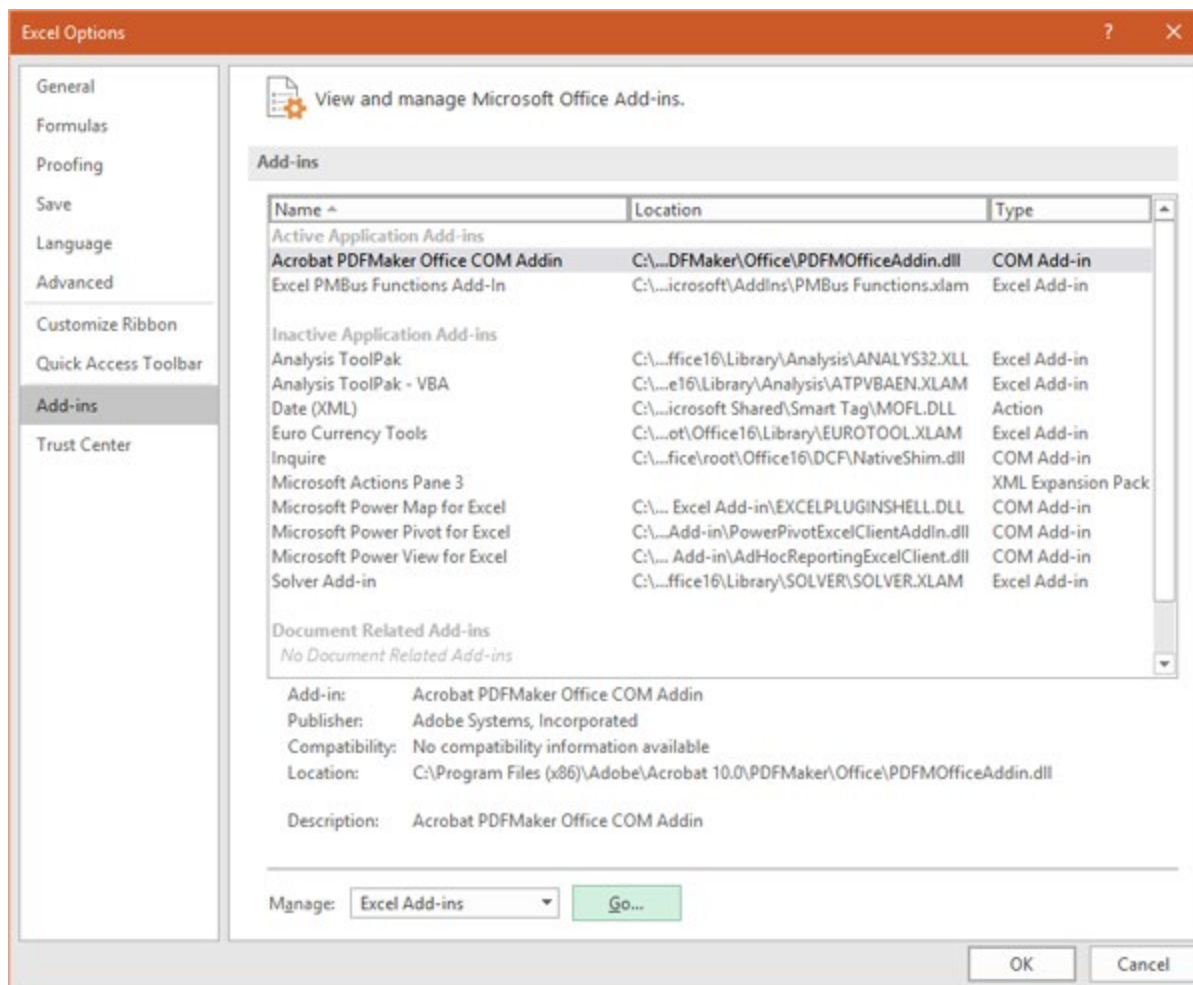 Excel Options ? ×
General
Formulas
Proofing
Save
Language
Advanced
Customize Ribbon
Quick Access Toolbar
Add-ins
Trust Center
View and manage Microsoft Office Add-ins.
Add-ins
Name Location Type
Active Application Add-ins
Acrobat PDFMaker Office COM Addin C:\...DFMaker\Office\PDFMOfficeAddin.dll COM Add-in
Excel PMBus Functions Add-In C:\...icrosoft\AddIns\PMBus Functions.xlam Excel Add-in
Inactive Application Add-ins
Analysis ToolPak C:\...ffice16\Library\Analysis\ANALYS32.XLL Excel Add-in
Analysis ToolPak - VBA C:\...e16\Library\Analysis\ATPVBAEN.XLAM Excel Add-in
Date (XML) C:\...icrosoft Shared\Smart Tag\MOFL.DLL Action
Euro Currency Tools C:\...ot\Office16\Library\EUROTOOL.XLAM Excel Add-in
Inquire C:\...fice\root\Office16\DCF\NativeShim.dll COM Add-in
Microsoft Actions Pane 3 XML Expansion Pack
Microsoft Power Map for Excel C:\... Excel Add-in\EXCELPLUGINSHELL.DLL COM Add-in
Microsoft Power Pivot for Excel C:\...Add-in\PowerPivotExcelClientAddIn.dll COM Add-in
Microsoft Power View for Excel C:\... Add-in\AdHocReportingExcelClient.dll COM Add-in
Solver Add-in C:\...ffice16\Library\SOLVER\SOLVER.XLAM Excel Add-in
Document Related Add-ins
No Document Related Add-ins
Add-in: Acrobat PDFMaker Office COM Addin
Publisher: Adobe Systems, Incorporated
Compatibility: No compatibility information available
Location: C:\Program Files (x86)\Adobe\Acrobat 10.0\PDFMaker\Office\PDFMOfficeAddin.dll
Description: Acrobat PDFMaker Office COM Addin
Manage: Excel Add-ins Go...
OK Cancel